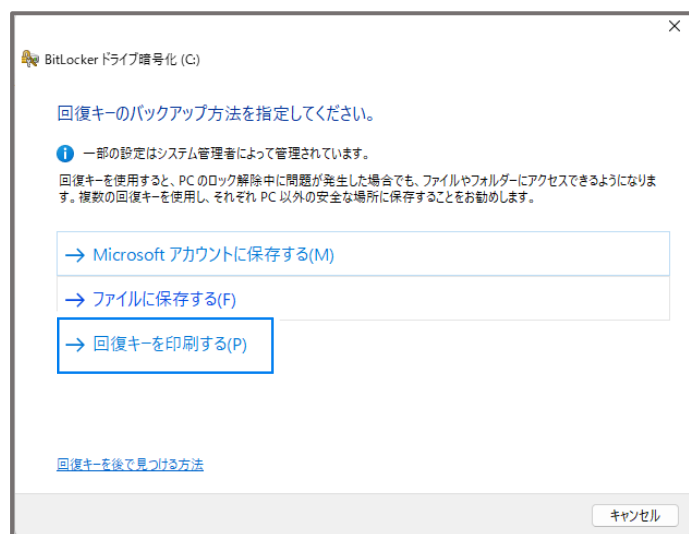 BitLocker ドライブ暗号化 (C:)
回復キーのバックアップ方法を指定してください。
一部の設定はシステム管理者によって管理されています。
回復キーを使用すると、PC のロック解除中に問題が発生した場合でも、ファイルやフォルダーにアクセスできるようになりま
す。複数の回復キーを使用し、それぞれ PC 以外の安全な場所に保存することをお勧めします。
→ Microsoft アカウントに保存する(M)
→ ファイルに保存する(F)
→ 回復キーを印刷する(P)
回復キーを後で見つける方法
キャンセル